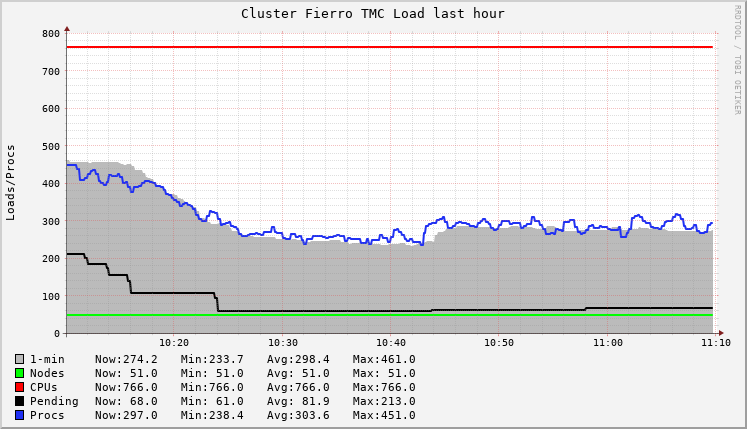 Cluster Fierro TMC Load last hour
RRDTOOL / TOBI OETIKER
Loads/Procs
800
700
600
500
400
300
200
100
0
10:20 10:30 10:40 10:50 11:00 11:10
1-min Now:274.2 Min:233.7 Avg:298.4 Max:461.0
Nodes Now: 51.0 Min: 51.0 Avg: 51.0 Max: 51.0
CPUs Now:766.0 Min:766.0 Avg:766.0 Max:766.0
Pending Now: 68.0 Min: 61.0 Avg: 81.9 Max:213.0
Procs Now:297.0 Min:238.4 Avg:303.6 Max:451.0